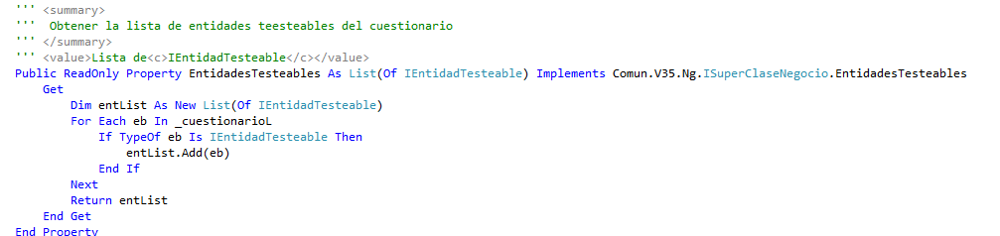 ''' <summary>
'''  Obtener la lista de entidades teesteables del cuestionario
''' </summary>
''' <value>Lista de<c>IEntidadTesteable</c></value>
Public ReadOnly Property EntidadesTesteables As List(Of IEntidadTesteable) Implements Comun.V35.Ng.ISuperClaseNegocio.EntidadesTesteables
    Get
        Dim entList As New List(Of IEntidadTesteable)
        For Each eb In _cuestionarioL
            If TypeOf eb Is IEntidadTesteable Then
                entList.Add(eb)
            End If
        Next
        Return entList
    End Get
End Property